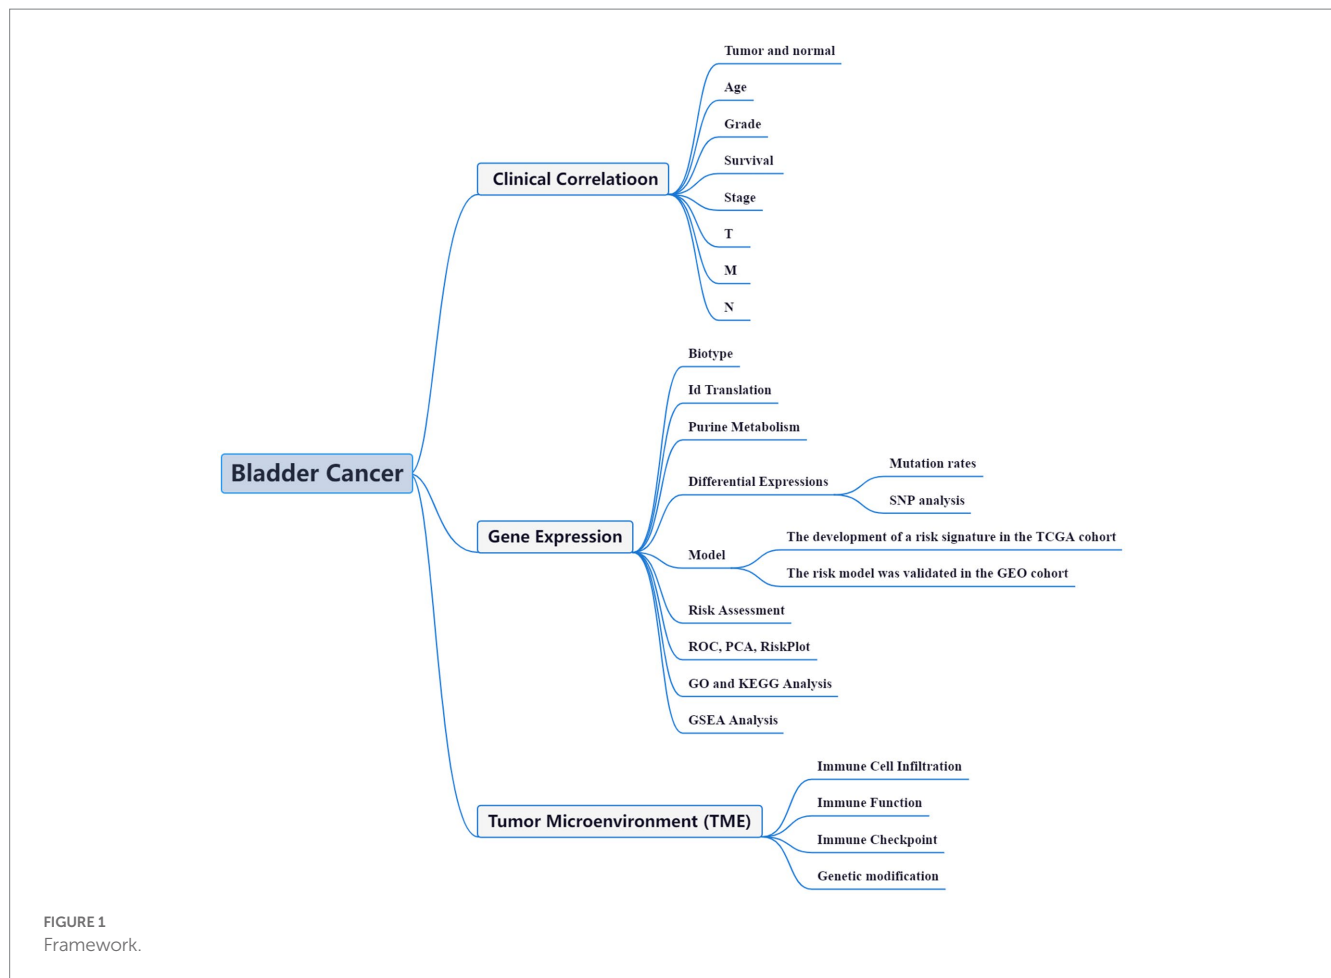 Tumor and normal
Age
Grade
Survival
Stage
T
M
N
Clinical Correlatioon
Biotype
Id Translation
Purine Metabolism
Differential Expressions
Mutation rates
SNP analysis
Bladder Cancer
Gene Expression
Model
The development of a risk signature in the TCGA cohort
The risk model was validated in the GEO cohort
Risk Assessment
ROC, PCA, RiskPlot
GO and KEGG Analysis
GSEA Analysis
Tumor Microenvironment (TME)
Immune Cell Infiltration
Immune Function
Immune Checkpoint
Genetic modification
FIGURE 1
Framework.